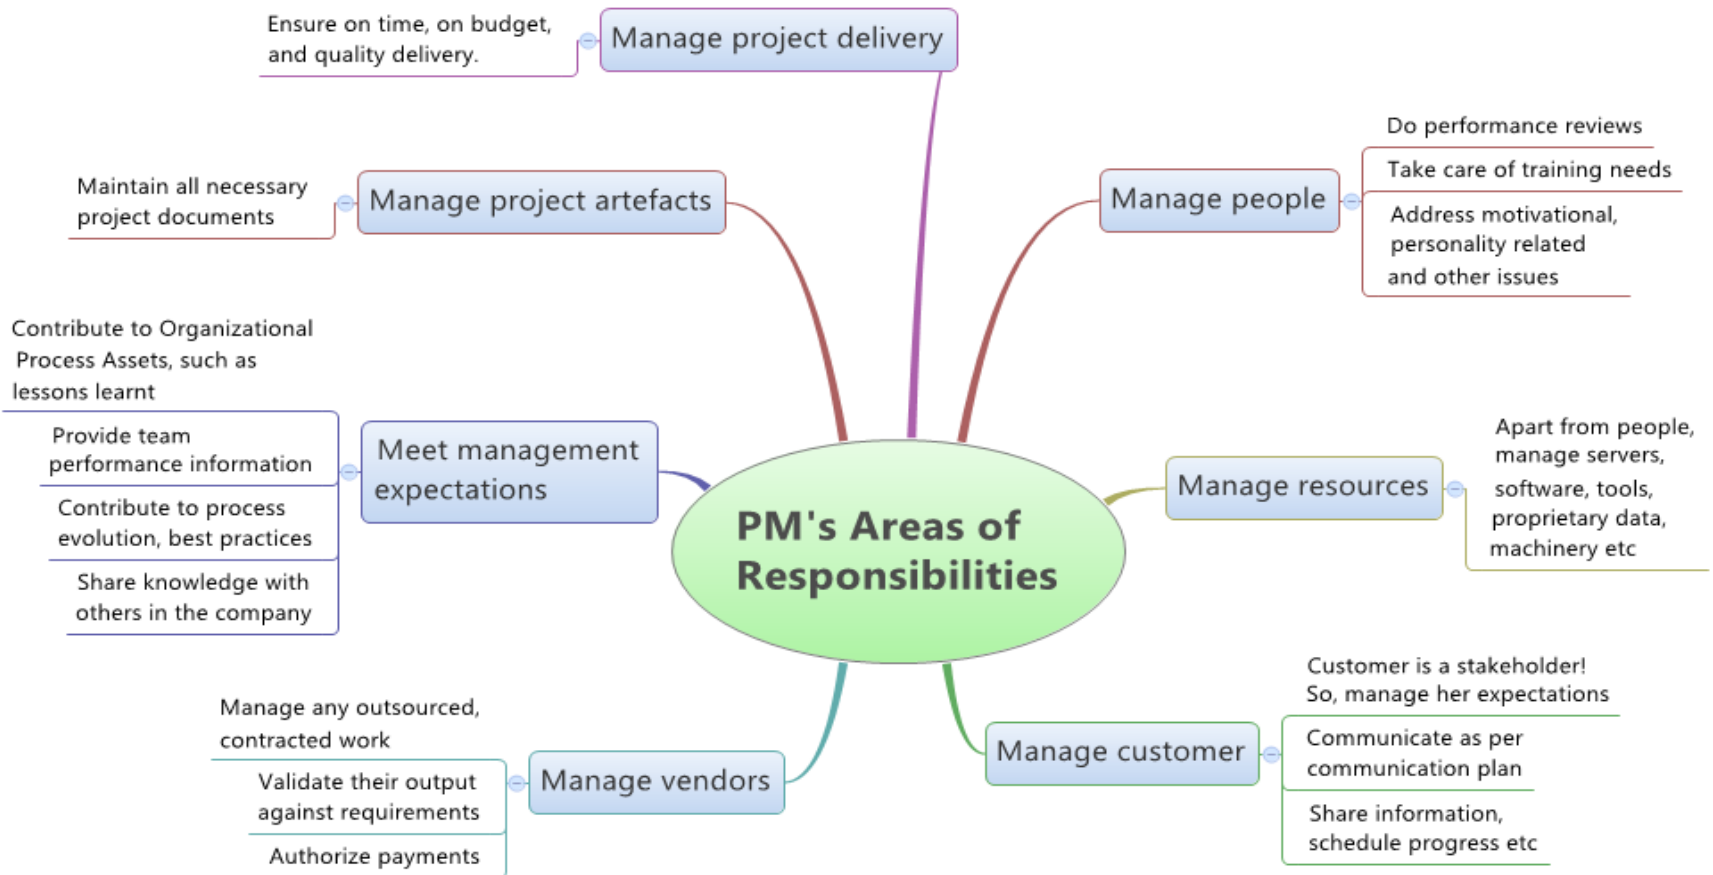 Ensure on time, on budget,
and quality delivery.
Manage project delivery
Do performance reviews
Take care of training needs
Manage people
Address motivational,
personality related
and other issues
Maintain all necessary
project documents
Manage project artefacts
Contribute to Organizational
Process Assets, such as
lessons learnt
Provide team
performance information
Contribute to process
evolution, best practices
Share knowledge with
others in the company
Meet management
expectations
PM's Areas of
Responsibilities
Manage resources
Apart from people,
manage servers,
software, tools,
proprietary data,
machinery etc
Manage any outsourced,
contracted work
Validate their output
against requirements
Authorize payments
Manage vendors
Manage customer
Customer is a stakeholder!
So, manage her expectations
Communicate as per
communication plan
Share information,
schedule progress etc